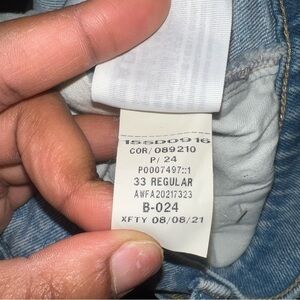 155D0916
COR/089210
P/ 24
P0007497::1
33 REGULAR
AWFA20217323
B-024
XFTY 08/08/21